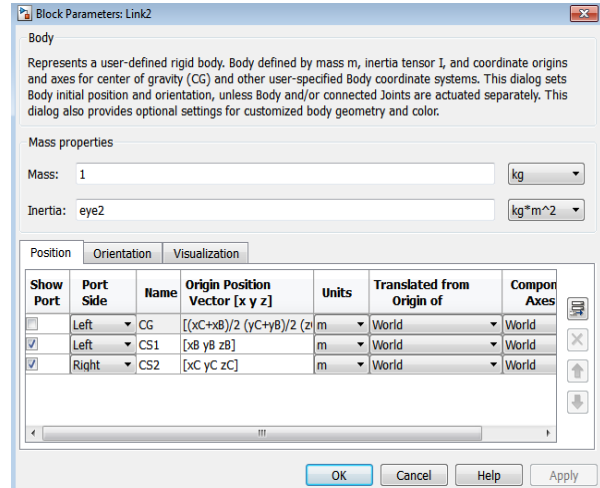 Block Parameters: Link2
Body
Represents a user-defined rigid body. Body defined by mass m, inertia tensor I, and coordinate origins
and axes for center of gravity (CG) and other user-specified Body coordinate systems. This dialog sets
Body initial position and orientation, unless Body and/or connected Joints are actuated separately. This
dialog also provides optional settings for customized body geometry and color.
Mass properties
Mass: 1 kg
Inertia: eye2 kg*m^2
Position Orientation Visualization
Show Port Port Side Name Origin Position Vector [x y z] Units Translated from Origin of Compon Axes
Left CG [(xC+xB)/2 (yC+yB)/2 (z m World World
Left CS1 [xB yB zB] m World World
Right CS2 [xC yC zC] m World World
OK Cancel Help Apply